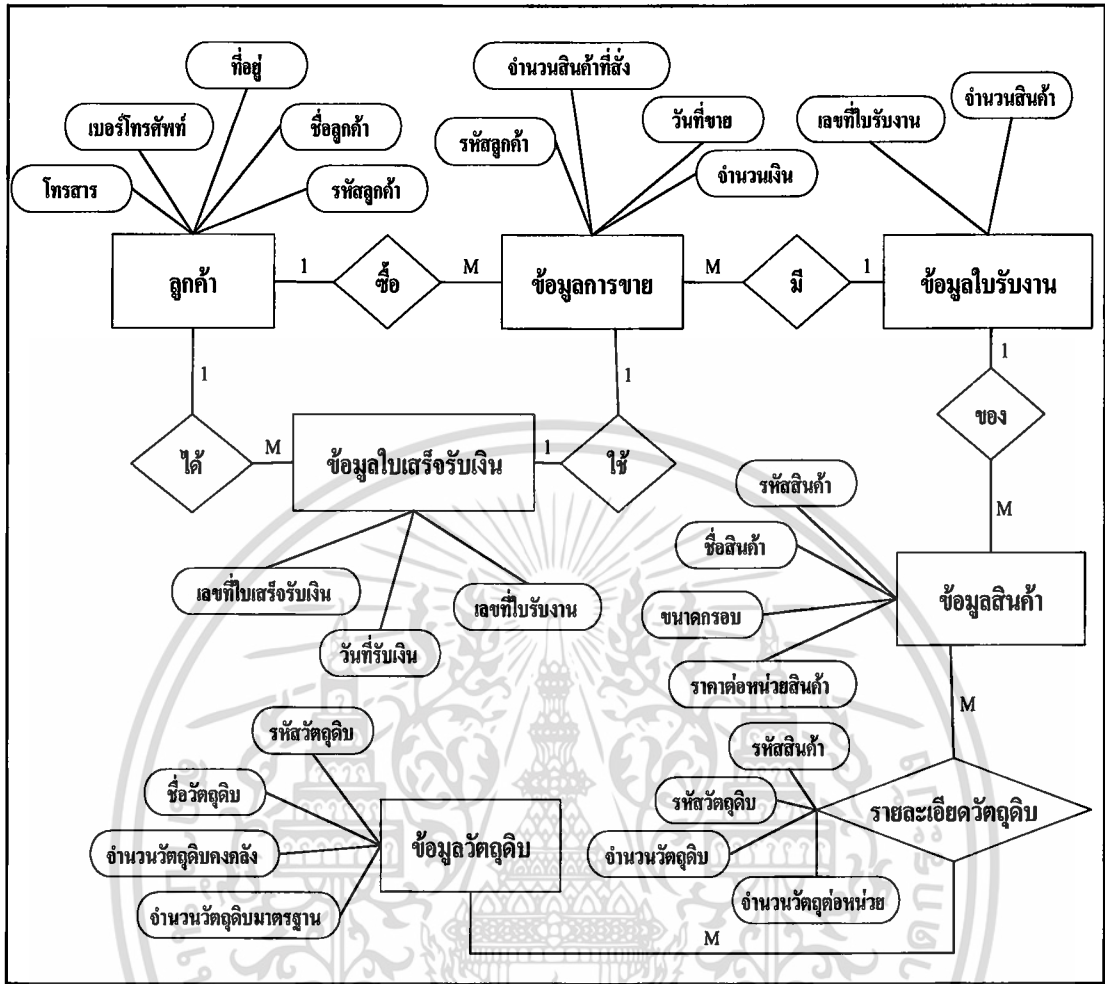 ที่อยู่
จำนวนสินค้าที่สั่ง
จำนวนสินค้า
เบอร์โทรศัพท์
ชื่อลูกค้า
รหัสลูกค้า
วันที่ขาย
เลขที่ใบรับงาน
โทรสาร
รหัสลูกค้า
จำนวนเงิน
ลูกค้า
1
ซื้อ
M
ข้อมูลการขาย
M
มี
1
ข้อมูลใบรับงาน
1
1
1
ได้
M
ข้อมูลใบเสร็จรับเงิน
1
ใช้
ของ
M
รหัสสินค้า
ชื่อสินค้า
ขนาดกรอบ
ราคาต่อหน่วยสินค้า
ข้อมูลสินค้า
เลขที่ใบเสร็จรับเงิน
วันที่รับเงิน
เลขที่ใบรับงาน
M
รหัสวัตถุดิบ
ชื่อวัตถุดิบ
จำนวนวัตถุดิบคงคลัง
จำนวนวัตถุดิบมาตรฐาน
ข้อมูลวัตถุดิบ
รหัสสินค้า
รหัสวัตถุดิบ
จำนวนวัตถุดิบ
จำนวนวัตถุต่อหน่วย
รายละเอียดวัตถุดิบ
M